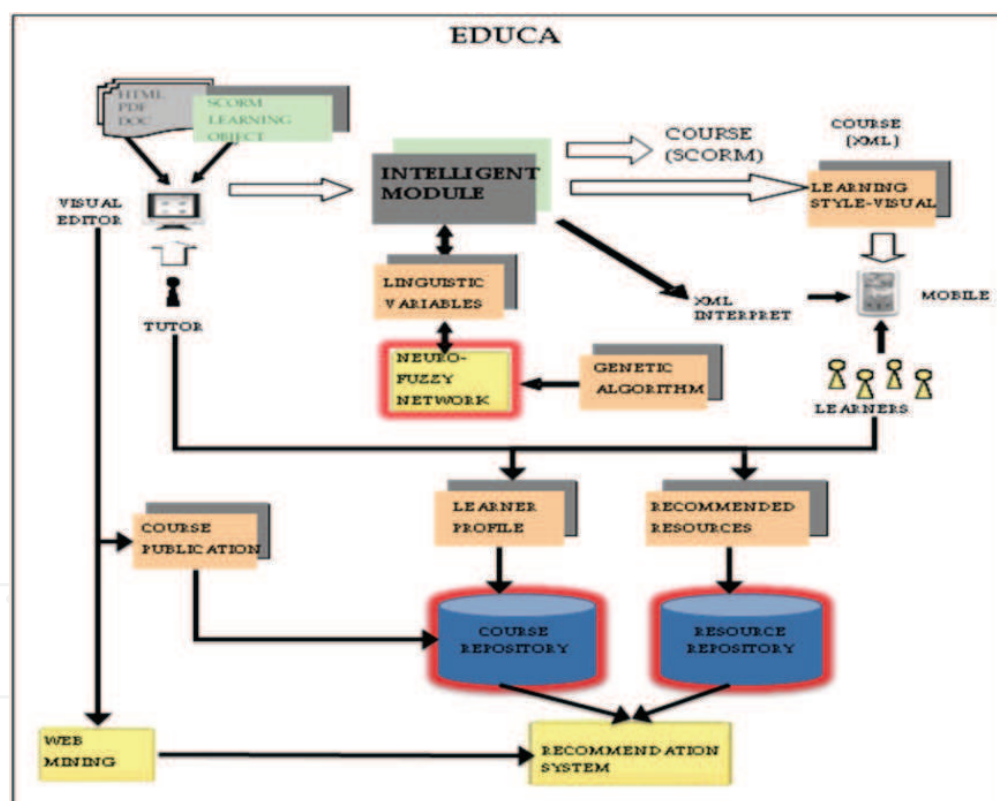 EDUCA
HTML
PDF
DOC
SCORM
LEARNING
OBJECT
VISUAL
EDITOR
TUTOR
INTELLIGENT
MODULE
COURSE
(SCORM)
COURSE
(XML)
LEARNING
STYLE-VISUAL
LINGUISTIC
VARIABLES
XML
INTERPRET
MOBILE
NEURO-
FUZZY
NETWORK
GENETIC
ALGORITHM
LEARNERS
COURSE
PUBLICATION
LEARNER
PROFILE
RECOMMENDED
RESOURCES
COURSE
REPOSITORY
RESOURCE
REPOSITORY
WEB
MINING
RECOMMENDATION
SYSTEM